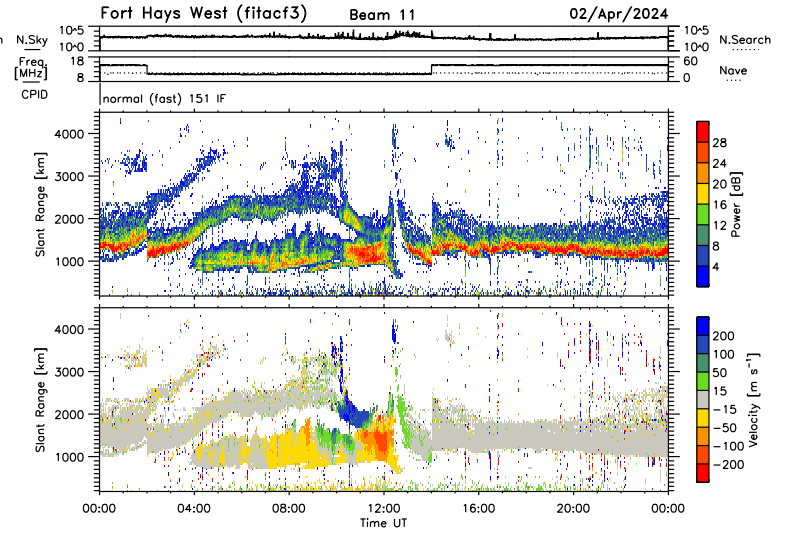 Fort Hays West (fitacf3) Beam 11 02/Apr/2024
n N.Sky 10^5 10^0 10^5 10^0 N.Search
Freq. [MHz] 18 8 60 0 Nave
CPID normal (fast) 151 IF
4000
3000
2000
1000
Slant Range [km]
28
24
20
16
12
8
4
Power [dB]
4000
3000
2000
1000
Slant Range [km]
200
100
50
15
−15
−50
−100
−200
Velocity [m s⁻¹]
00:00 04:00 08:00 12:00 16:00 20:00 00:00
Time UT